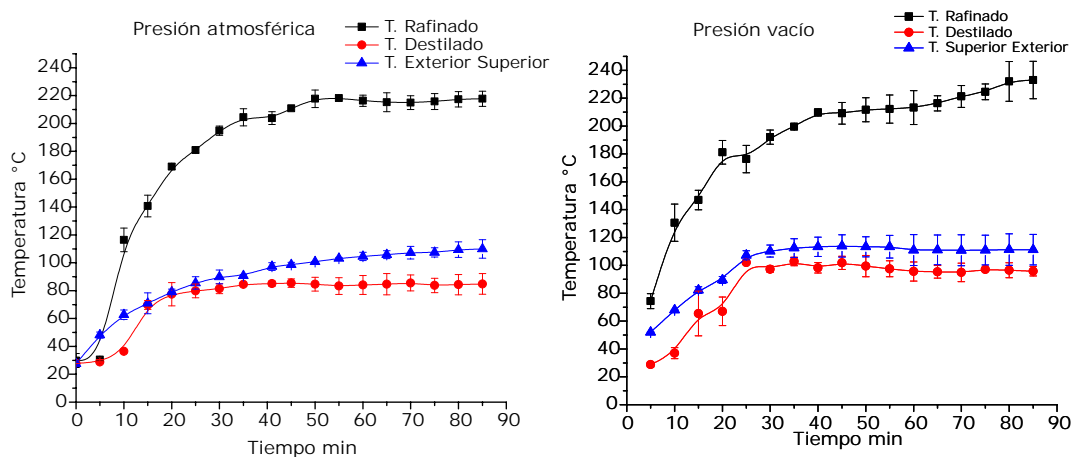 Presión atmosférica
T. Rafinado
T. Destilado
T. Exterior Superior
Temperatura °C
240
220
200
180
160
140
120
100
80
60
40
20
0
0 10 20 30 40 50 60 70 80 90
Tiempo min
Presión vacío
T. Rafinado
T. Destilado
T. Superior Exterior
Temperatura °C
240
220
200
180
160
140
120
100
80
60
40
20
0
0 10 20 30 40 50 60 70 80 90
Tiempo min